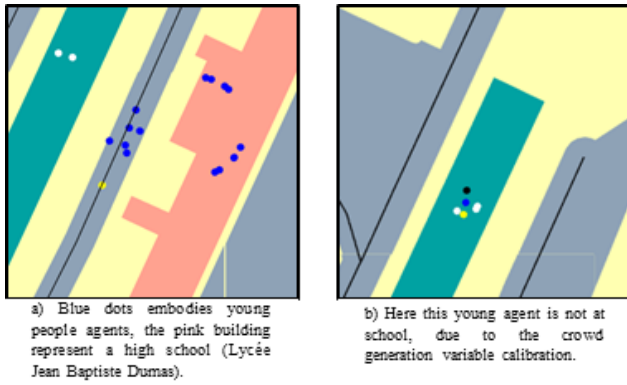 a) Blue dots embodies young
people agents, the pink building
represent a high school (Lycée
Jean Baptiste Dumas).
b) Here this young agent is not at
school, due to the crowd
generation variable calibration.